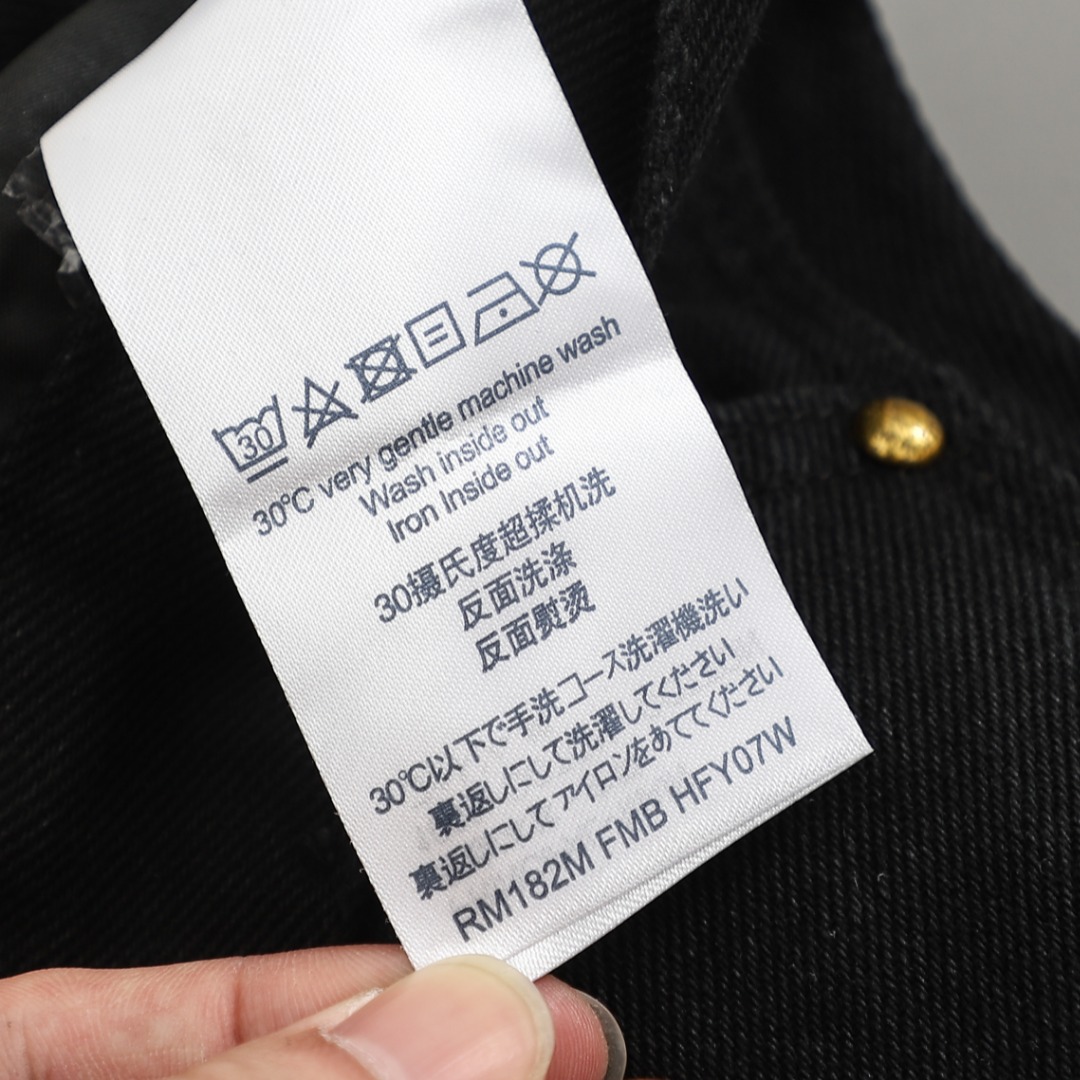 30
30°C very gentle machine wash
Wash inside out
Iron Inside out
30摄氏度超揉机洗
反面洗涤
反面熨烫
30℃以下で手洗コース洗濯機洗い
裏返しにして洗濯してください
裏返しにしてアイロンをあててください
RM182M FMB HFY07W